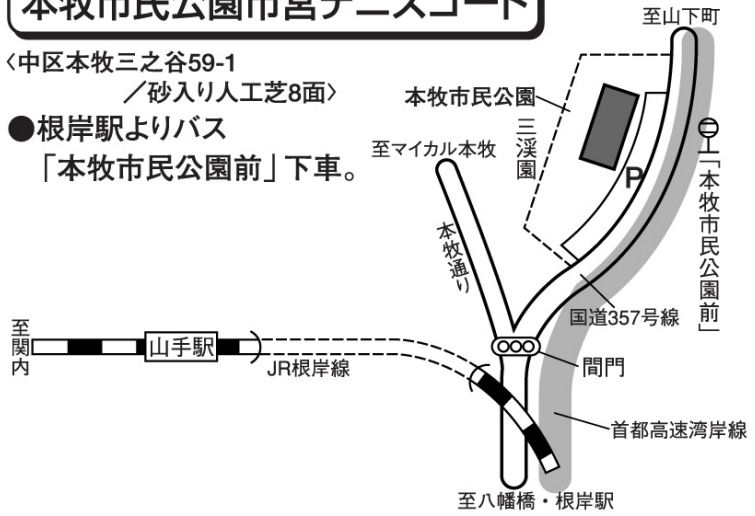 本牧市民公園市営テニスコート
〈中区本牧三之谷59-1
／砂入り人工芝8面〉
●根岸駅よりバス
「本牧市民公園前」下車。
至山下町
本牧市民公園
三溪園
至マイカル本牧
P
「本牧市民公園前」
本牧通り
国道357号線
至関内
山手駅
JR根岸線
間門
首都高速湾岸線
至八幡橋・根岸駅